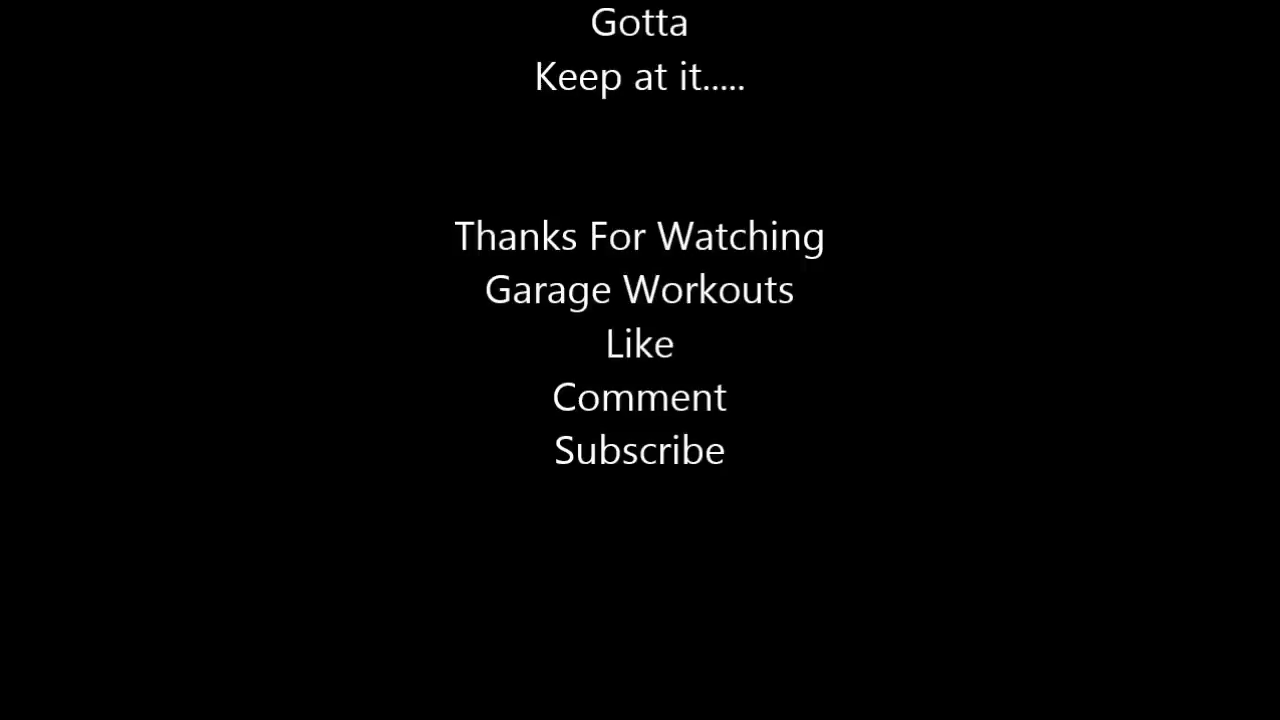 Gotta
Keep at it.....
Thanks For Watching
Garage Workouts
Like
Comment
Subscribe